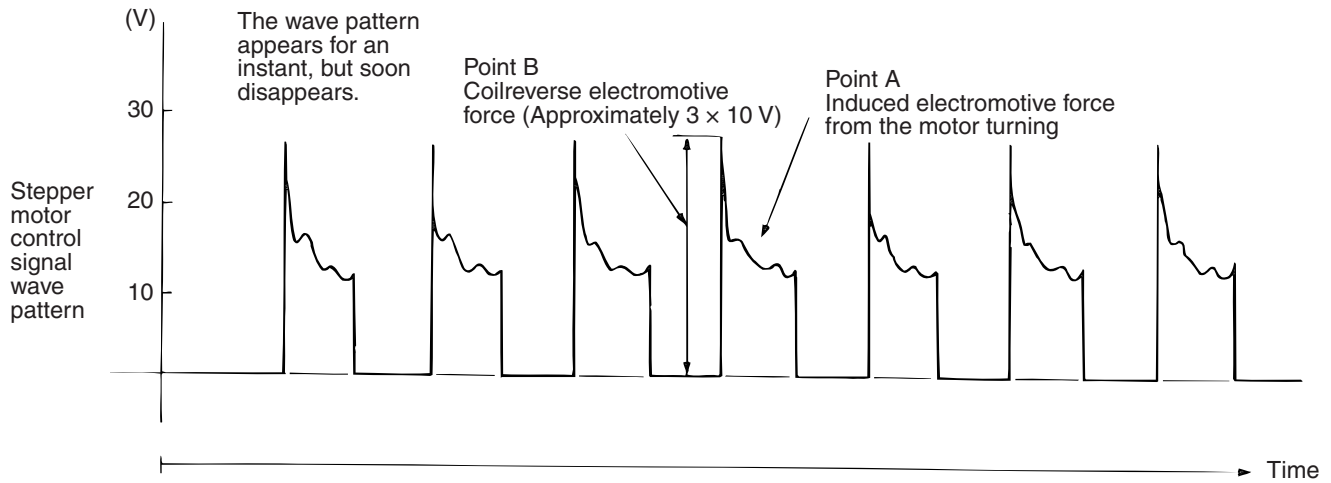 (V)
The wave pattern
appears for an
instant, but soon
disappears.
Point B
Coilreverse electromotive
force (Approximately 3 × 10 V)
Point A
Induced electromotive force
from the motor turning
30
20
10
Stepper
motor
control
signal
wave
pattern
Time